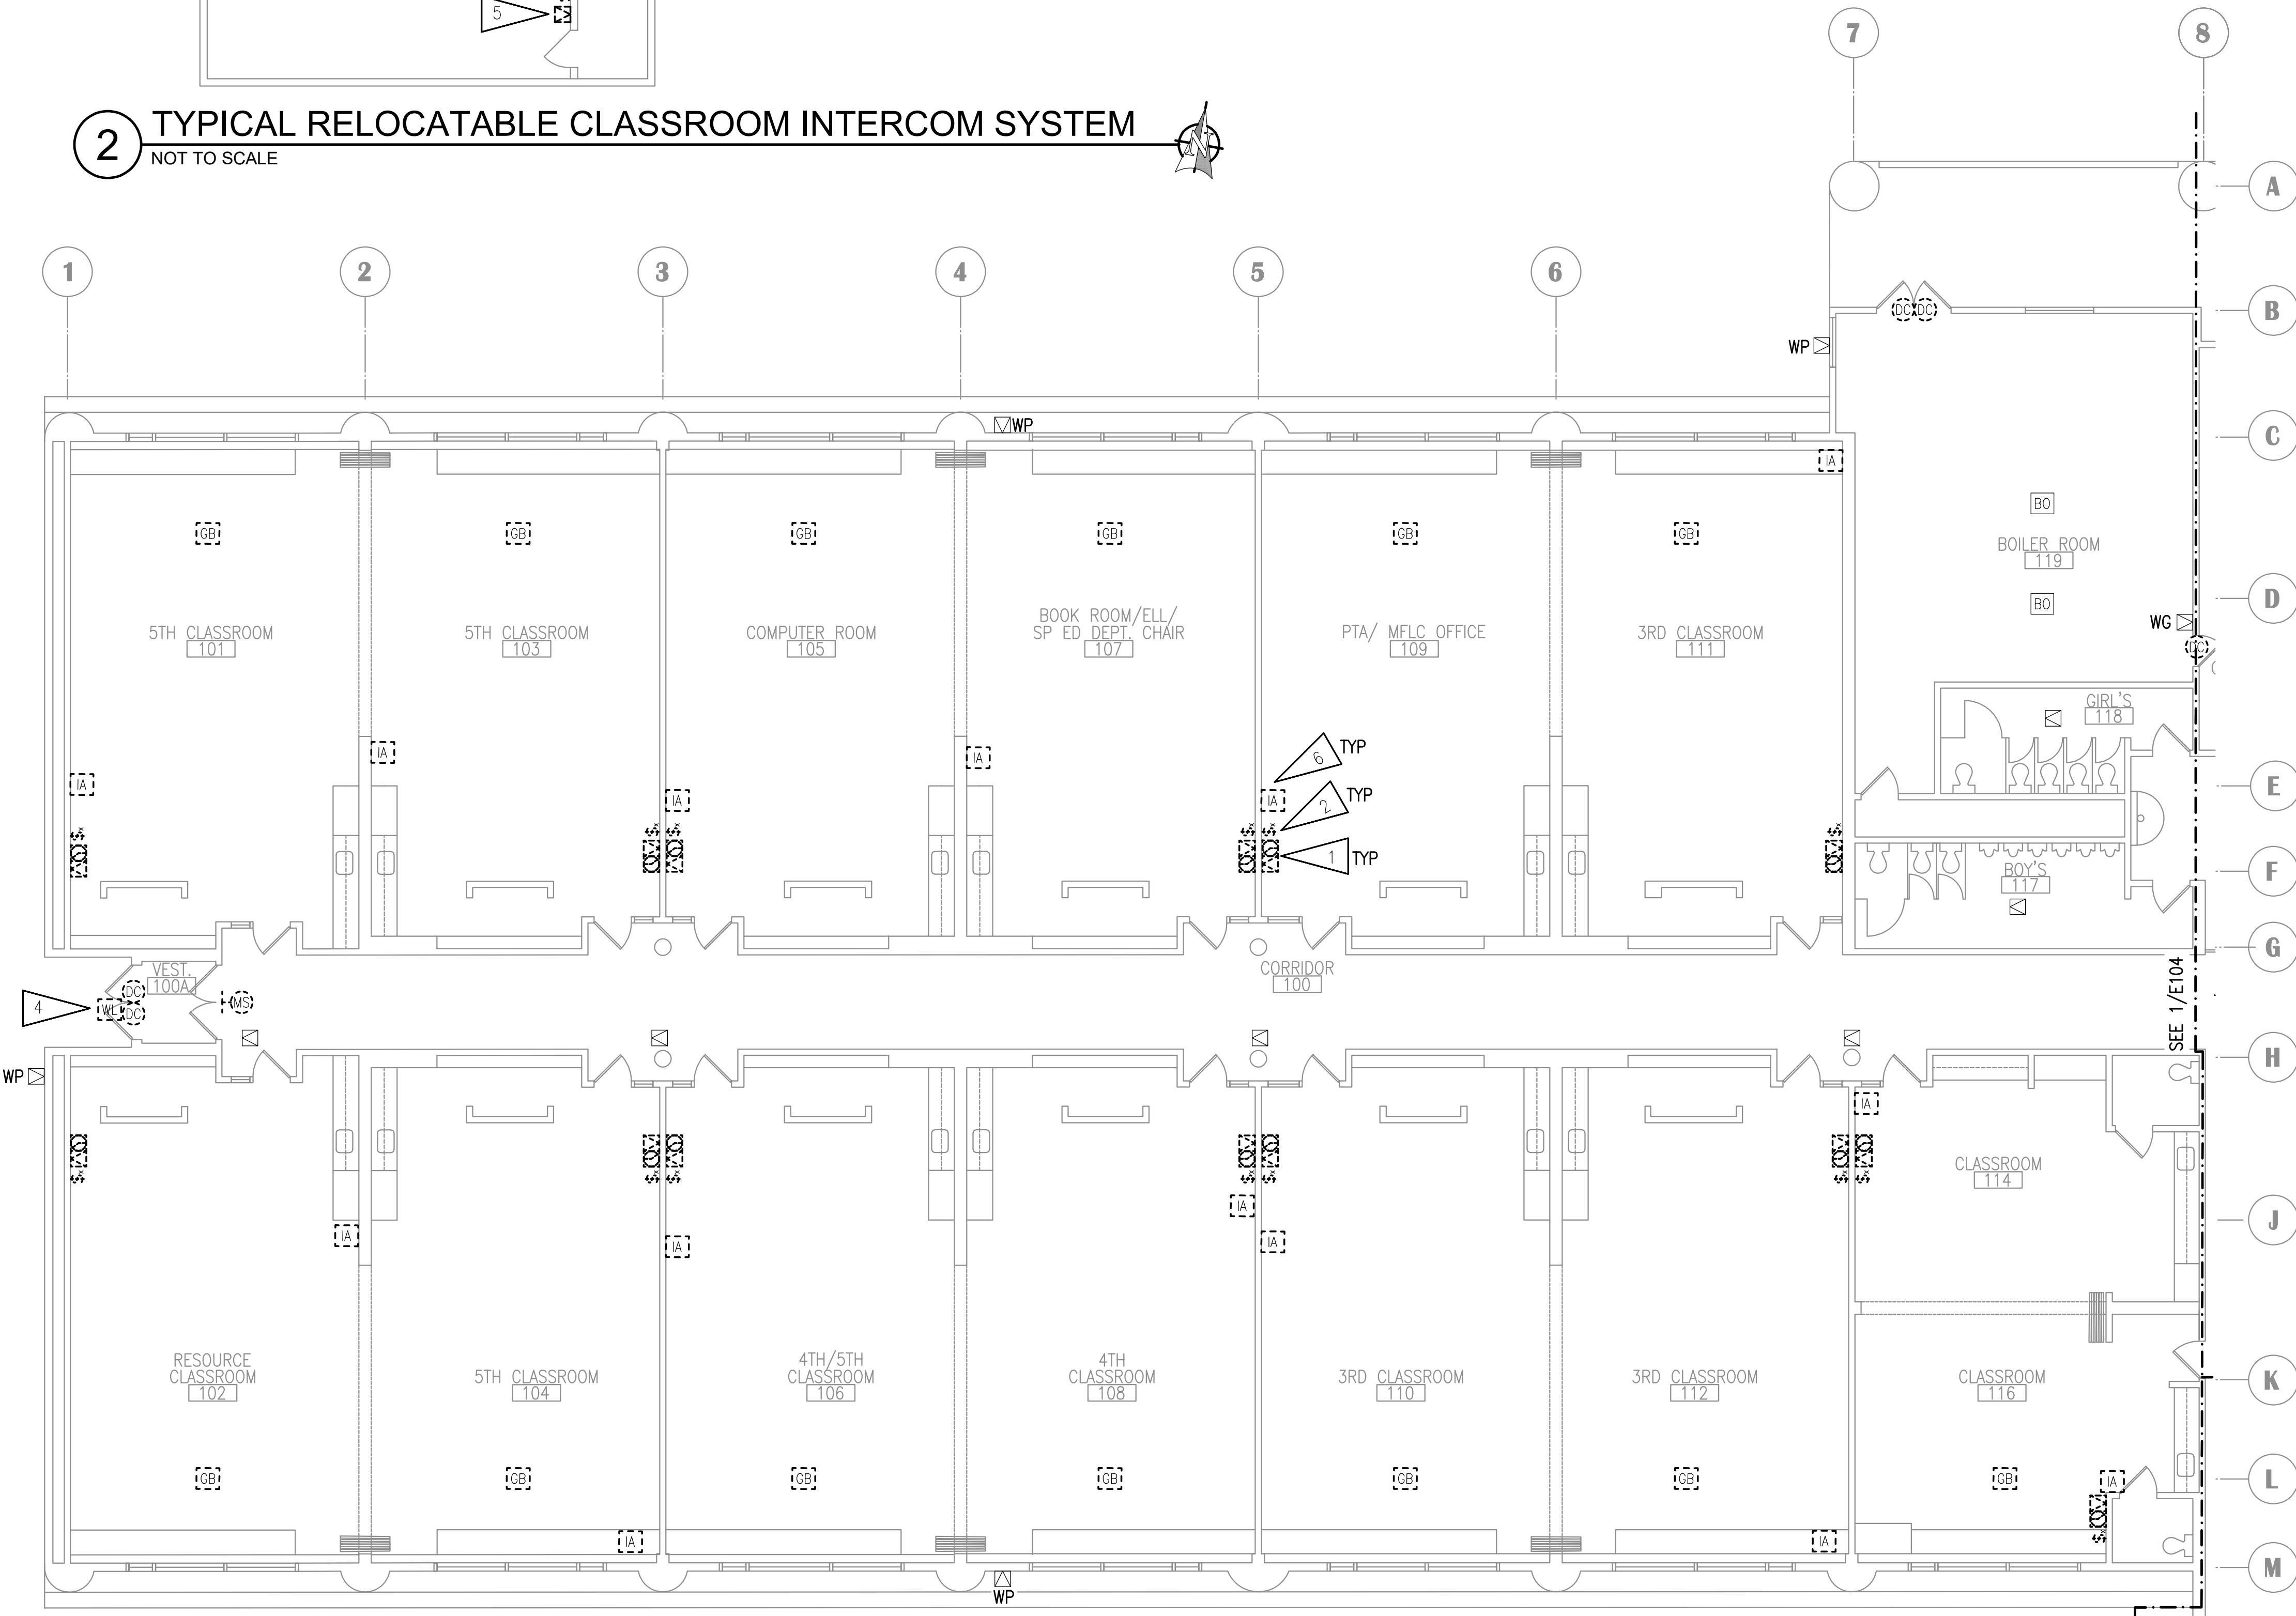 5
2
TYPICAL RELOCATABLE CLASSROOM INTERCOM SYSTEM
NOT TO SCALE
N
7
8
A
1
2
3
4
5
6
B
DC
DC
WP
C
WP
IA
GB
GB
GB
GB
GB
GB
BO
BOILER ROOM
119
BO
D
WG
DC
5TH CLASSROOM
101
5TH CLASSROOM
103
COMPUTER ROOM
105
BOOK ROOM/ELL/
SP ED DEPT. CHAIR
107
PTA/ MFLC OFFICE
109
3RD CLASSROOM
111
GIRL'S
118
IA
IA
IA
IA
IA
6
TYP
2
TYP
1
TYP
E
F
BOY'S
117
G
VEST.
100A
CORRIDOR
100
4
WL
DC
DC
MS
SEE 1/E104
H
WP
IA
CLASSROOM
114
IA
IA
IA
IA
J
RESOURCE
CLASSROOM
102
5TH CLASSROOM
104
4TH/5TH
CLASSROOM
106
4TH
CLASSROOM
108
3RD CLASSROOM
110
3RD CLASSROOM
112
CLASSROOM
116
K
GB
GB
GB
GB
GB
GB
GB
IA
L
IA
IA
M
WP